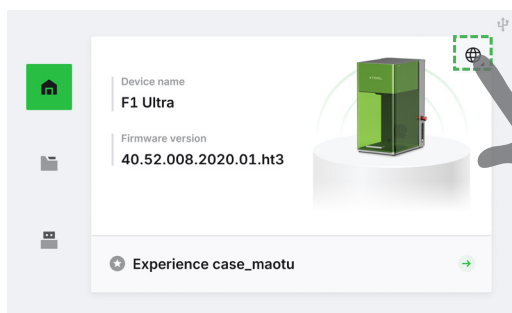 Device name
F1 Ultra
Firmware version
40.52.008.2020.01.ht3
Experience case_maotu